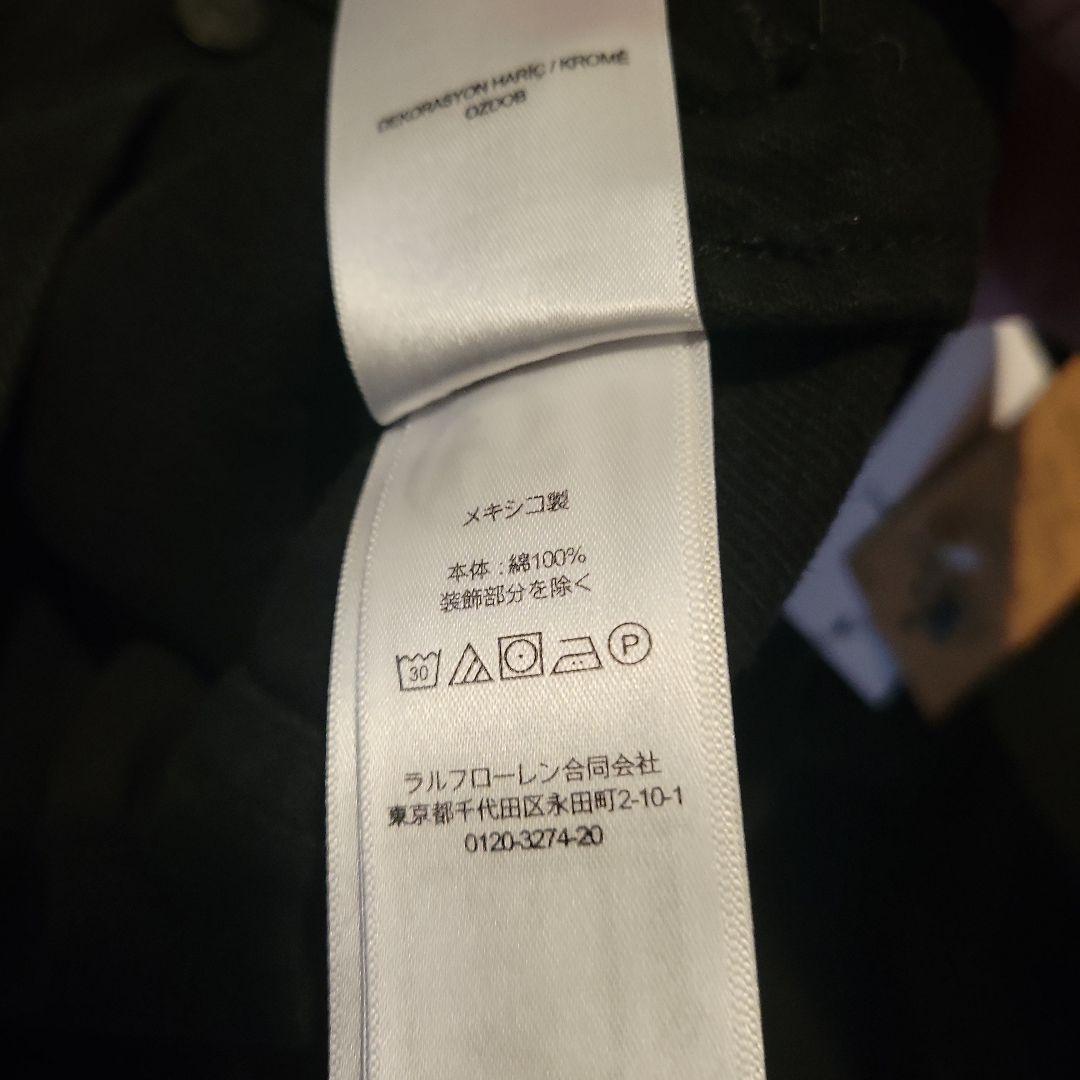 DEKORASYON HARİÇ / KROMĚ
OZDOB
メキシコ製
本体 : 綿100%
装飾部分を除く
30
P
ラルフローレン合同会社
東京都千代田区永田町2-10-1
0120-3274-20